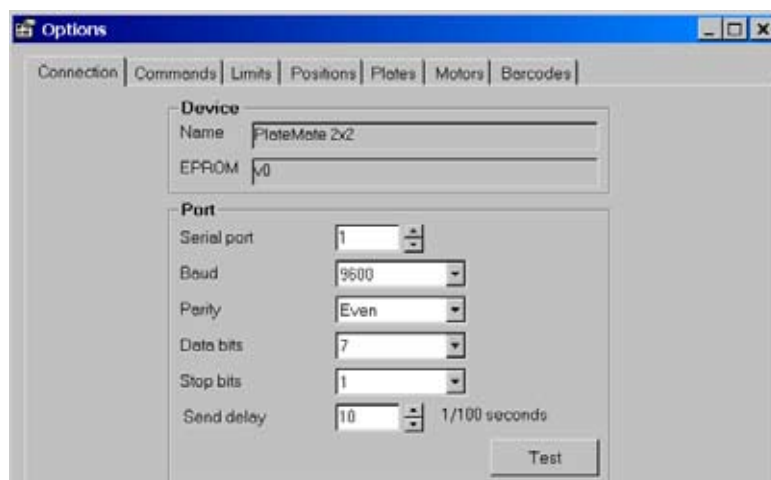 Options
Connection Commands Limits Positions Plates Motors Barcodes
Device
Name PlateMate 2x2
EPROM v0
Port
Serial port 1
Baud 9600
Parity Even
Data bits 7
Stop bits 1
Send delay 10 1/100 seconds
Test